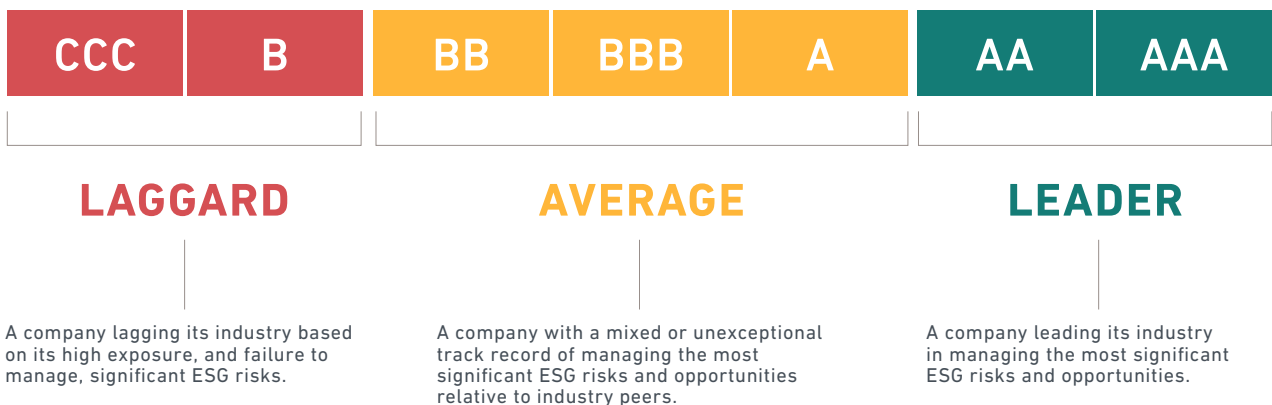 CCC B BB BBB A AA AAA
LAGGARD AVERAGE LEADER
A company lagging its industry based
on its high exposure, and failure to
manage, significant ESG risks.
A company with a mixed or unexceptional
track record of managing the most
significant ESG risks and opportunities
relative to industry peers.
A company leading its industry
in managing the most significant
ESG risks and opportunities.